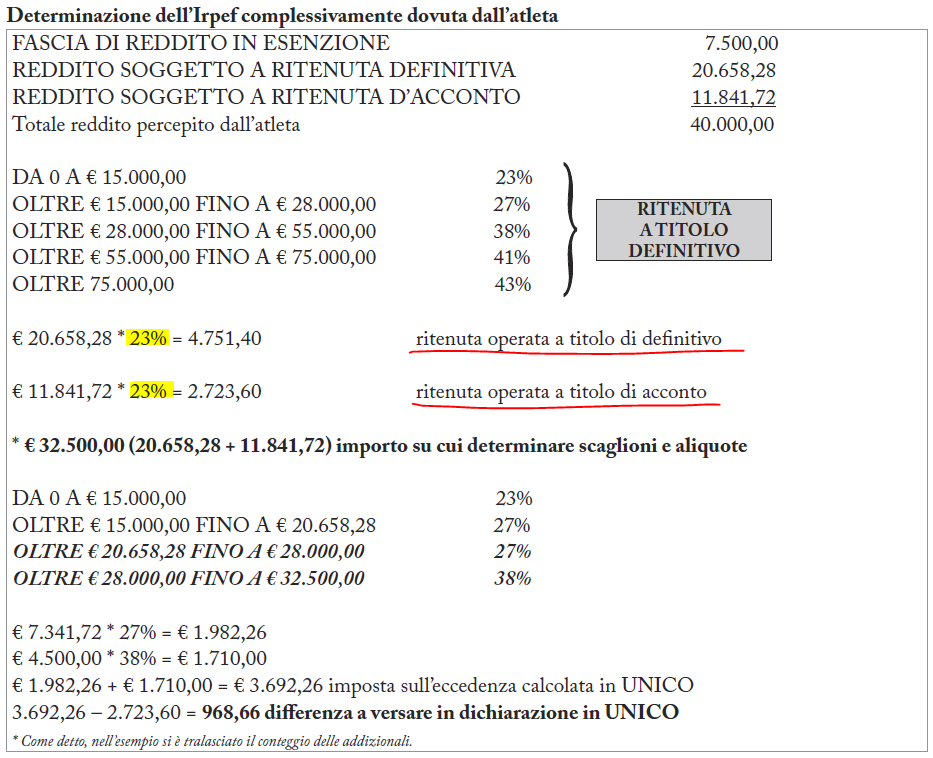 Determinazione dell'Irpef complessivamente dovuta dall'atleta
FASCIA DI REDDITO IN ESENZIONE 7.500,00
REDDITO SOGGETTO A RITENUTA DEFINITIVA 20.658,28
REDDITO SOGGETTO A RITENUTA D'ACCONTO 11.841,72
Totale reddito percepito dall'atleta 40.000,00
DA 0 A € 15.000,00 23%
OLTRE € 15.000,00 FINO A € 28.000,00 27%
OLTRE € 28.000,00 FINO A € 55.000,00 38%
OLTRE € 55.000,00 FINO A € 75.000,00 41%
OLTRE 75.000,00 43%
RITENUTA
A TITOLO
DEFINITIVO
€ 20.658,28 * 23% = 4.751,40 ritenuta operata a titolo di definitivo
€ 11.841,72 * 23% = 2.723,60 ritenuta operata a titolo di acconto
* € 32.500,00 (20.658,28 + 11.841,72) importo su cui determinare scaglioni e aliquote
DA 0 A € 15.000,00 23%
OLTRE € 15.000,00 FINO A € 20.658,28 27%
OLTRE € 20.658,28 FINO A € 28.000,00 27%
OLTRE € 28.000,00 FINO A € 32.500,00 38%
€ 7.341,72 * 27% = € 1.982,26
€ 4.500,00 * 38% = € 1.710,00
€ 1.982,26 + € 1.710,00 = € 3.692,26 imposta sull'eccedenza calcolata in UNICO
3.692,26 – 2.723,60 = 968,66 differenza a versare in dichiarazione in UNICO
* Come detto, nell'esempio si è tralasciato il conteggio delle addizionali.